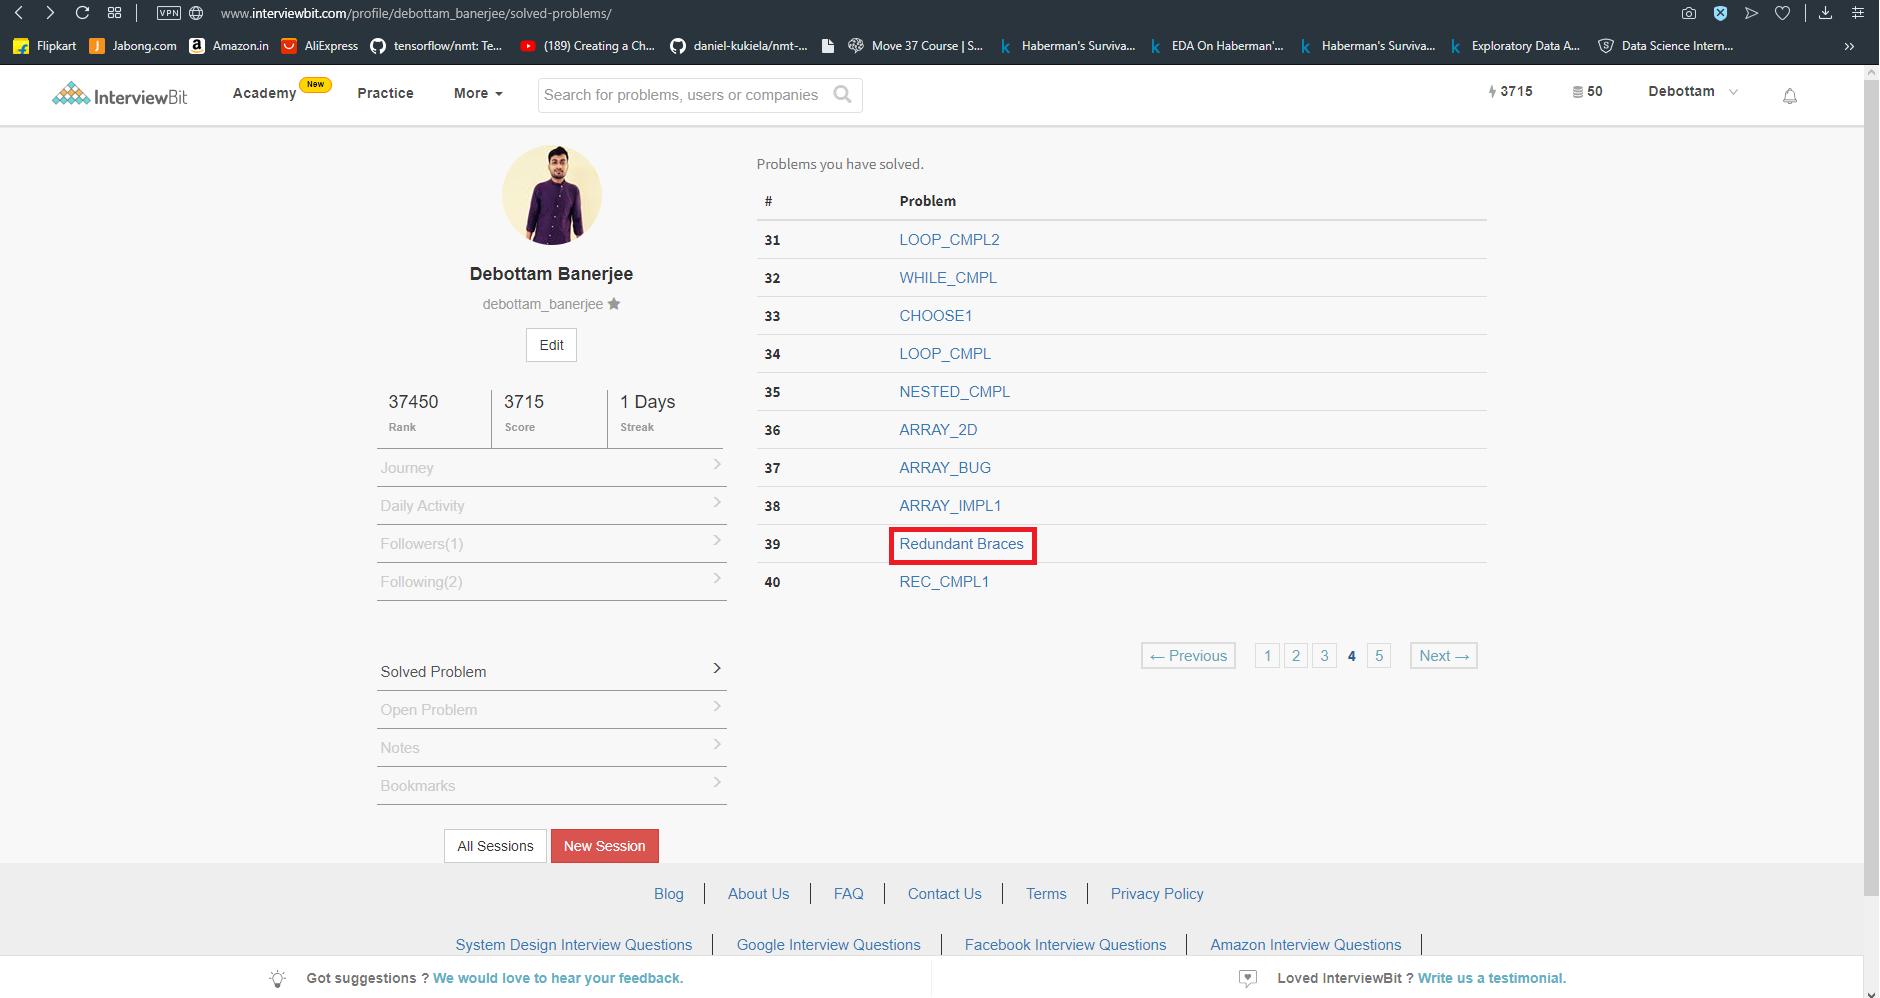 VPN www.interviewbit.com/profile/debottam_banerjee/solved-problems/
Flipkart Jabong.com Amazon.in AliExpress tensorflow/nmt: Te... (189) Creating a Ch... daniel-kukiela/nmt-... Move 37 Course | S... Haberman's Surviva... EDA On Haberman'... Haberman's Surviva... Exploratory Data A... Data Science Intern...
InterviewBit Academy New Practice More Search for problems, users or companies 3715 50 Debottam
Problems you have solved.
# Problem
31 LOOP_CMPL2
32 WHILE_CMPL
33 CHOOSE1
34 LOOP_CMPL
35 NESTED_CMPL
36 ARRAY_2D
37 ARRAY_BUG
38 ARRAY_IMPL1
39 Redundant Braces
40 REC_CMPL1
← Previous 1 2 3 4 5 Next →
Debottam Banerjee
debottam_banerjee
Edit
37450 3715 1 Days
Rank Score Streak
Journey
Daily Activity
Followers(1)
Following(2)
Solved Problem
Open Problem
Notes
Bookmarks
All Sessions New Session
Blog About Us FAQ Contact Us Terms Privacy Policy
System Design Interview Questions Google Interview Questions Facebook Interview Questions Amazon Interview Questions
Got suggestions ? We would love to hear your feedback. Loved InterviewBit ? Write us a testimonial.